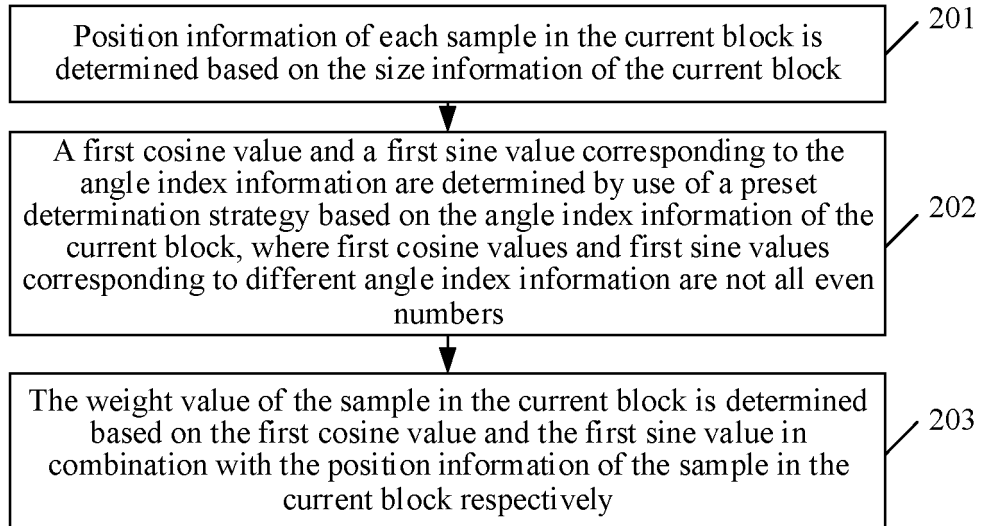 Position information of each sample in the current block is
determined based on the size information of the current block
201
A first cosine value and a first sine value corresponding to the
angle index information are determined by use of a preset
determination strategy based on the angle index information of the
current block, where first cosine values and first sine values
corresponding to different angle index information are not all even
numbers
202
The weight value of the sample in the current block is determined
based on the first cosine value and the first sine value in
combination with the position information of the sample in the
current block respectively
203